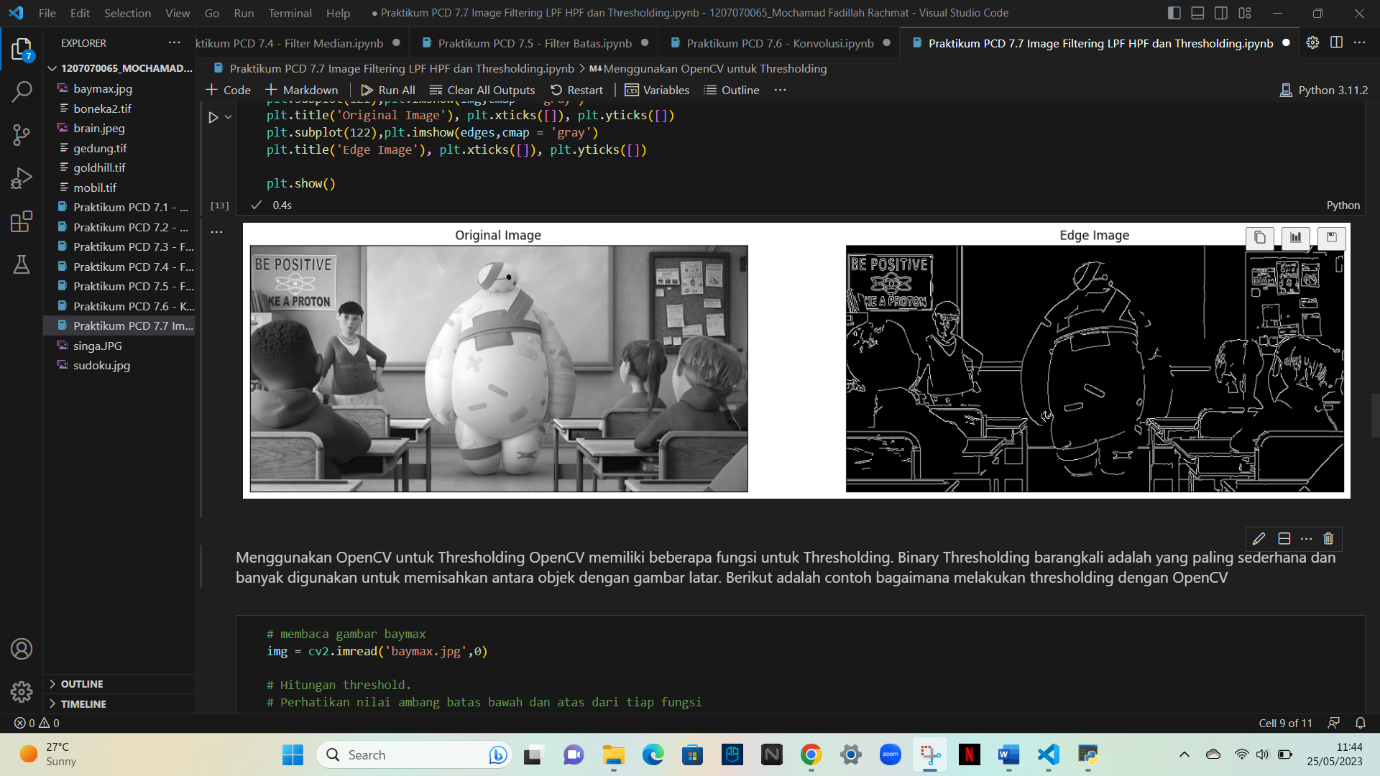 File Edit Selection View Go Run Terminal Help
● Praktikum PCD 7.7 Image Filtering LPF HPF dan Thresholding.ipynb - 1207070065_Mochamad Fadillah Rachmat - Visual Studio Code
EXPLORER
ktikum PCD 7.4 - Filter Median.ipynb
Praktikum PCD 7.5 - Filter Batas.ipynb
Praktikum PCD 7.6 - Konvolusi.ipynb
Praktikum PCD 7.7 Image Filtering LPF HPF dan Thresholding.ipynb
7
1207070065_MOCHAMAD...
baymax.jpg
boneka2.tif
brain.jpeg
gedung.tif
goldhill.tif
mobil.tif
Praktikum PCD 7.1 - ...
Praktikum PCD 7.2 - ...
Praktikum PCD 7.3 - F...
Praktikum PCD 7.4 - F...
Praktikum PCD 7.5 - F...
Praktikum PCD 7.6 - K...
Praktikum PCD 7.7 Im...
singa.JPG
sudoku.jpg
OUTLINE
TIMELINE
Praktikum PCD 7.7 Image Filtering LPF HPF dan Thresholding.ipynb > M↓Menggunakan OpenCV untuk Thresholding
+ Code + Markdown | Run All Clear All Outputs Restart | Variables Outline ...
Python 3.11.2
plt.subplot(121),plt.imshow(img,cmap = 'gray')
plt.title('Original Image'), plt.xticks([]), plt.yticks([])
plt.subplot(122),plt.imshow(edges,cmap = 'gray')
plt.title('Edge Image'), plt.xticks([]), plt.yticks([])
plt.show()
[13] 0.4s
Python
Original Image
Edge Image
BE POSITIVE
KE A PROTON
BE POSITIVE
KE A PROTON
Menggunakan OpenCV untuk Thresholding OpenCV memiliki beberapa fungsi untuk Thresholding. Binary Thresholding barangkali adalah yang paling sederhana dan
banyak digunakan untuk memisahkan antara objek dengan gambar latar. Berikut adalah contoh bagaimana melakukan thresholding dengan OpenCV
# membaca gambar baymax
img = cv2.imread('baymax.jpg',0)
# Hitungan threshold.
# Perhatikan nilai ambang batas bawah dan atas dari tiap fungsi
0 0
Cell 9 of 11
27°C
Sunny
Search
zoom
11:44
25/05/2023